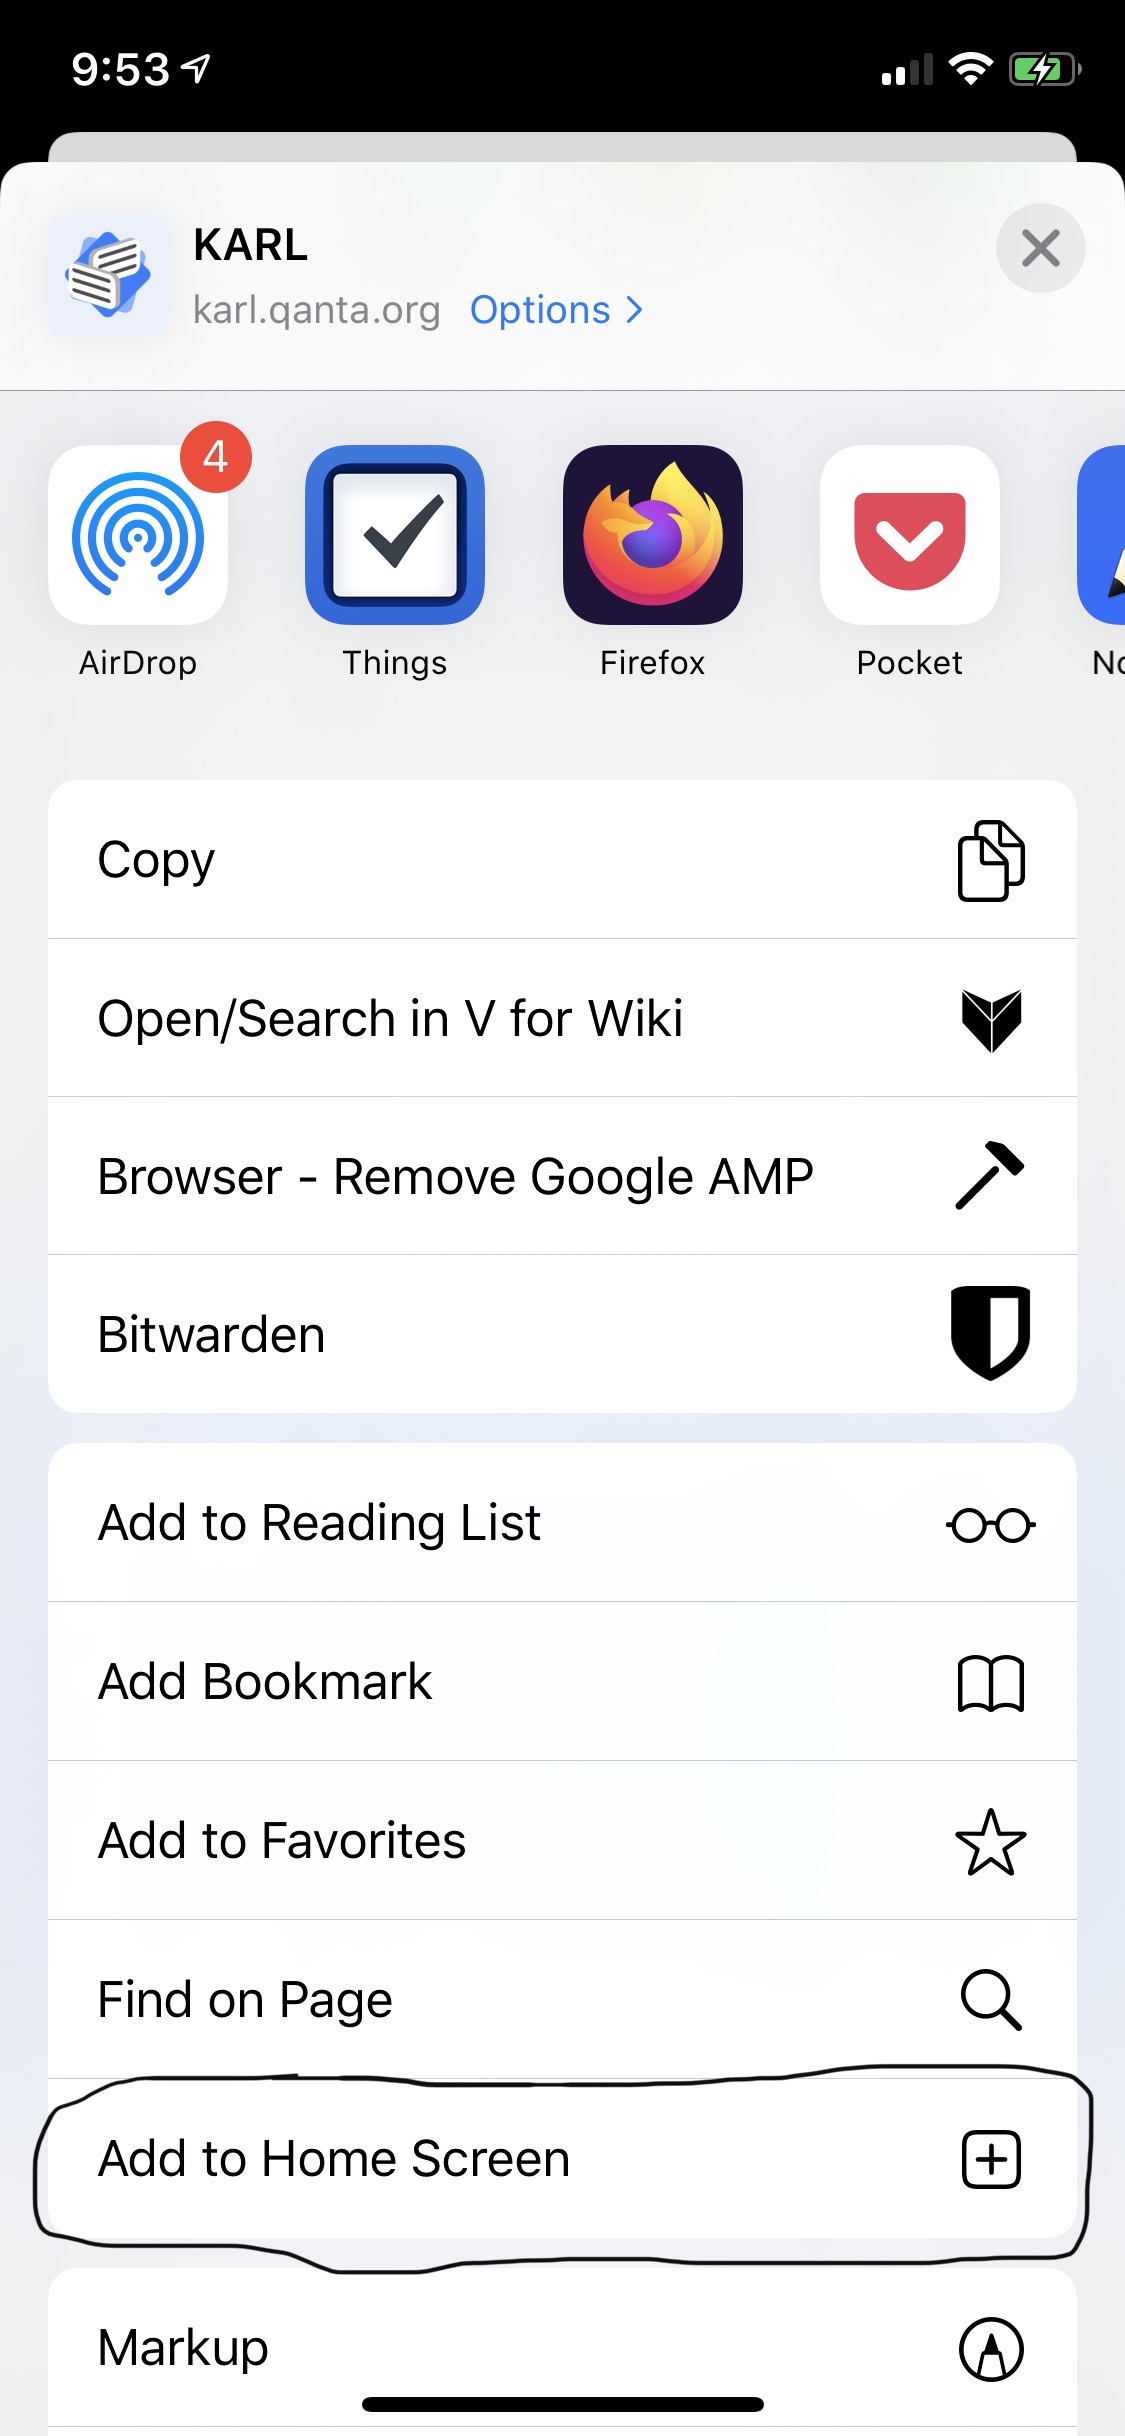 9:53
KARL
karl.qanta.org Options
4
AirDrop Things Firefox Pocket
Copy
Open/Search in V for Wiki
Browser - Remove Google AMP
Bitwarden
Add to Reading List
Add Bookmark
Add to Favorites
Find on Page
Add to Home Screen
Markup